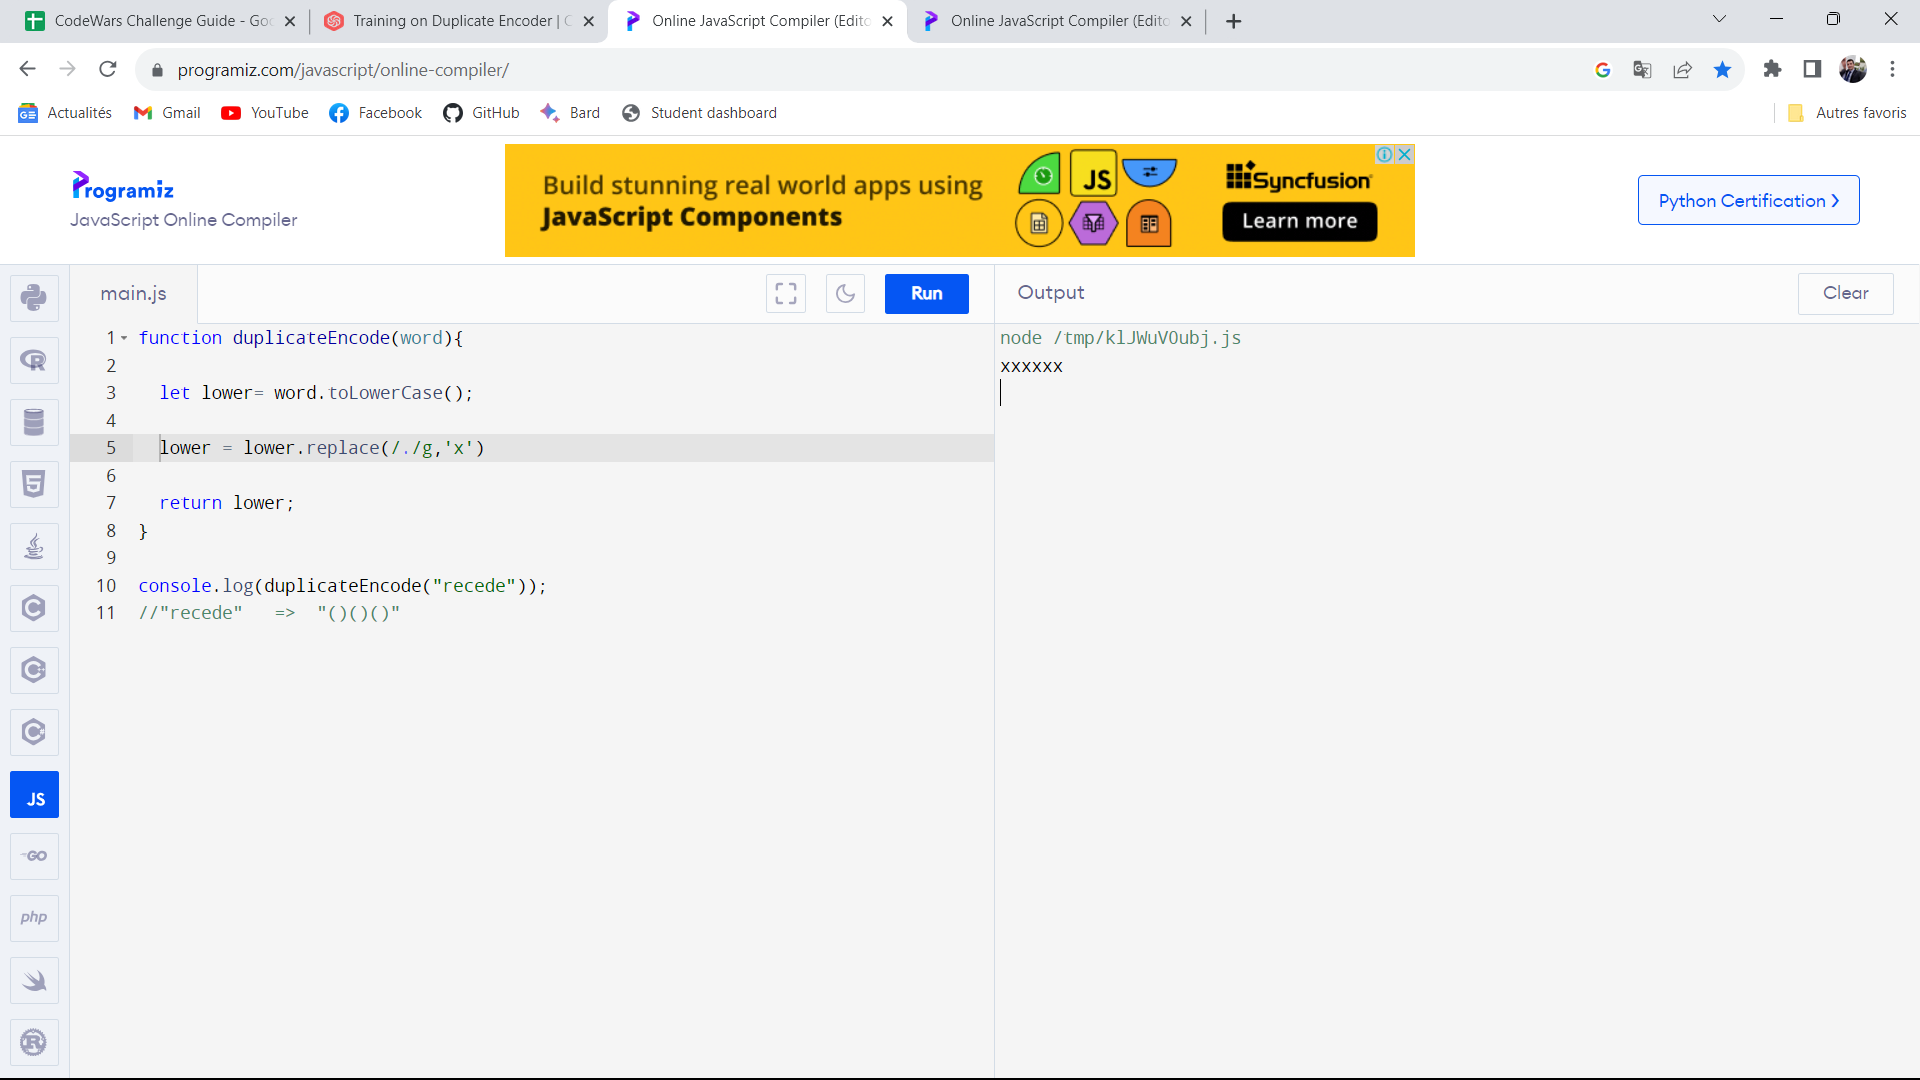 CodeWars Challenge Guide - Goo
Training on Duplicate Encoder | C
Online JavaScript Compiler (Edito
Online JavaScript Compiler (Edito
programiz.com/javascript/online-compiler/
Actualités Gmail YouTube Facebook GitHub Bard Student dashboard Autres favoris
Programiz
JavaScript Online Compiler
Build stunning real world apps using
JavaScript Components
JS
Syncfusion
Learn more
Python Certification ›
main.js
Run
Output
Clear
1 function duplicateEncode(word){
2
3 let lower= word.toLowerCase();
4
5 lower = lower.replace(/./g,'x')
6
7 return lower;
8 }
9
10 console.log(duplicateEncode("recede"));
11 //"recede"   =>  "()()()"
node /tmp/klJWuV0ubj.js
xxxxxx
R
C
C
C
JS
GO
php
R